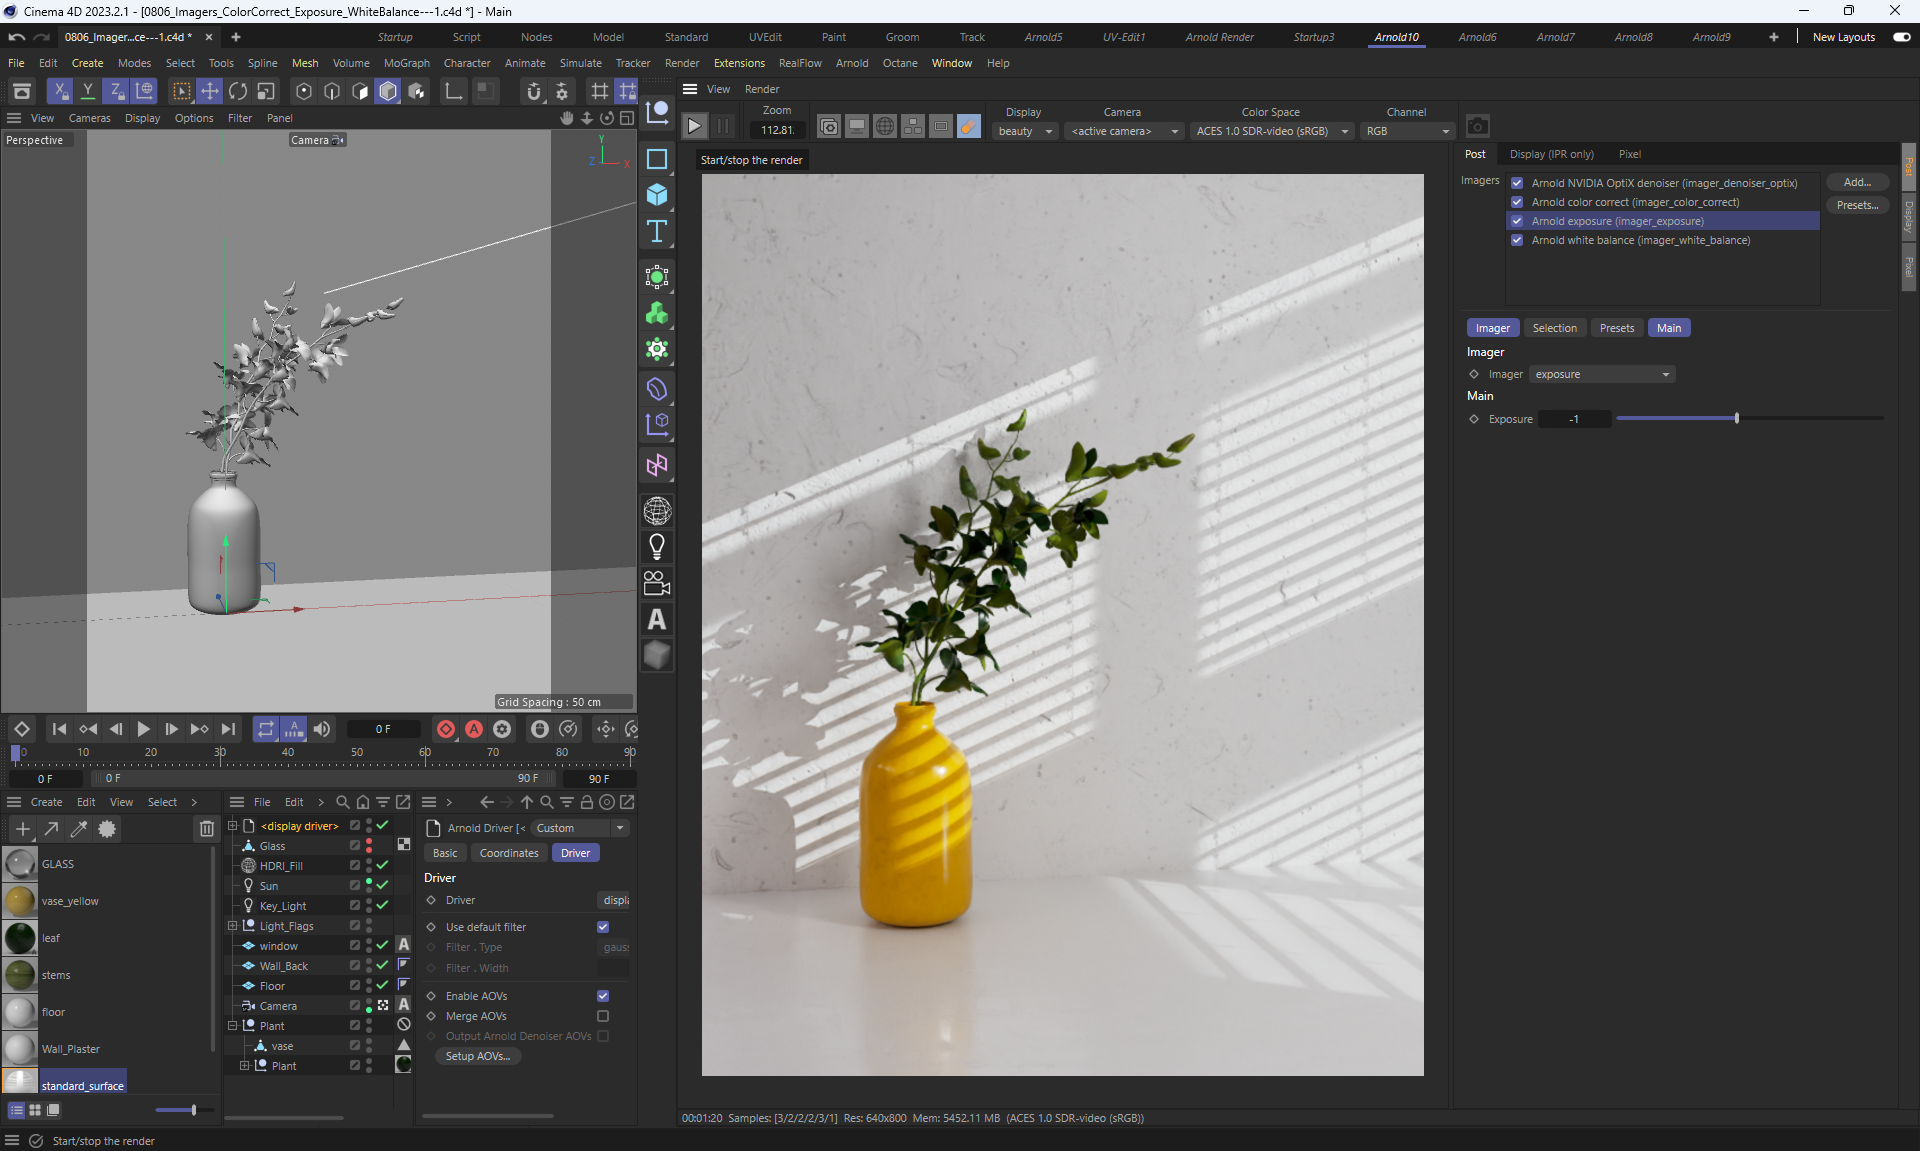 Cinema 4D 2023.2.1 - [0806_Imagers_ColorCorrect_Exposure_WhiteBalance---1.c4d *] - Main
0806_Imager...ce---1.c4d * × + Startup Script Nodes Model Standard UVEdit Paint Groom Track Arnold5 UV-Edit1 Arnold Render Startup3 Arnold10 Arnold6 Arnold7 Arnold8 Arnold9 + New Layouts
File Edit Create Modes Select Tools Spline Mesh Volume MoGraph Character Animate Simulate Tracker Render Extensions RealFlow Arnold Octane Window Help
X Y Z
View Cameras Display Options Filter Panel
Perspective
Camera
Y
Z X
Grid Spacing : 50 cm
View Render
Zoom
112.81.
Display
beauty
Camera
<active camera>
Color Space
ACES 1.0 SDR-video (sRGB)
Channel
RGB
Start/stop the render
T
A
Post Display (IPR only) Pixel
Imagers
Arnold NVIDIA OptiX denoiser (imager_denoiser_optix)
Arnold color correct (imager_color_correct)
Arnold exposure (imager_exposure)
Arnold white balance (imager_white_balance)
Add...
Presets...
Post
Display
Pixel
Imager Selection Presets Main
Imager
Imager exposure
Main
Exposure -1
A 0 F A
0 10 20 30 40 50 60 70 80 90
0 F 0 F 90 F 90 F
Create Edit View Select >
GLASS
vase_yellow
leaf
stems
floor
Wall_Plaster
standard_surface
File Edit >
<display driver>
Glass
HDRI_Fill
Sun
Key_Light
Light_Flags
window A
Wall_Back
Floor
Camera A
Plant
vase
Plant
Arnold Driver [< Custom
Basic Coordinates Driver
Driver
Driver displa
Use default filter
Filter . Type gauss
Filter . Width
Enable AOVs
Merge AOVs
Output Arnold Denoiser AOVs
Setup AOVs...
00:01:20 Samples: [3/2/2/2/3/1] Res: 640x800 Mem: 5452.11 MB (ACES 1.0 SDR-video (sRGB))
Start/stop the render